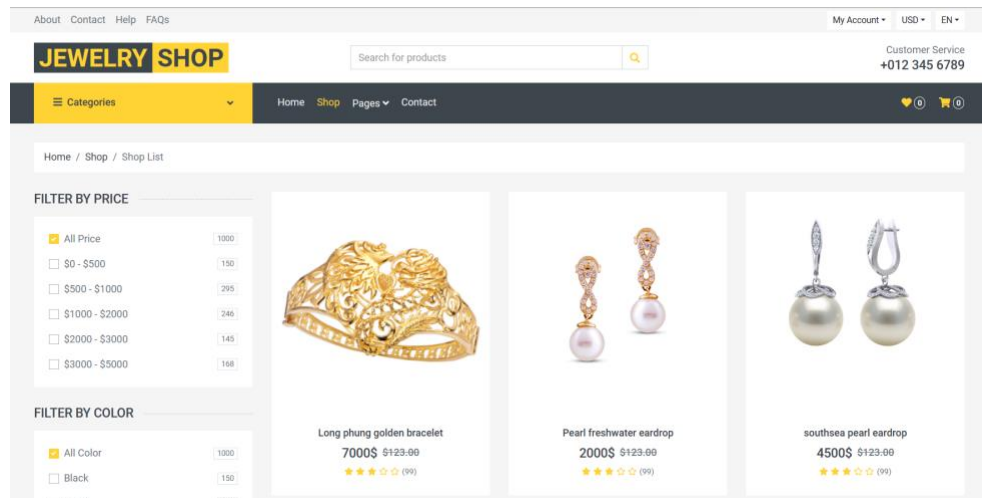 About Contact Help FAQs
My Account USD EN
JEWELRY SHOP
Search for products
Customer Service
+012 345 6789
Categories
Home Shop Pages Contact
0 0
Home / Shop / Shop List
FILTER BY PRICE
All Price 1000
$0 - $500 150
$500 - $1000 295
$1000 - $2000 246
$2000 - $3000 145
$3000 - $5000 168
FILTER BY COLOR
All Color 1000
Black 150
Long phung golden bracelet
7000$ $123.00
(99)
Pearl freshwater eardrop
2000$ $123.00
(99)
southsea pearl eardrop
4500$ $123.00
(99)